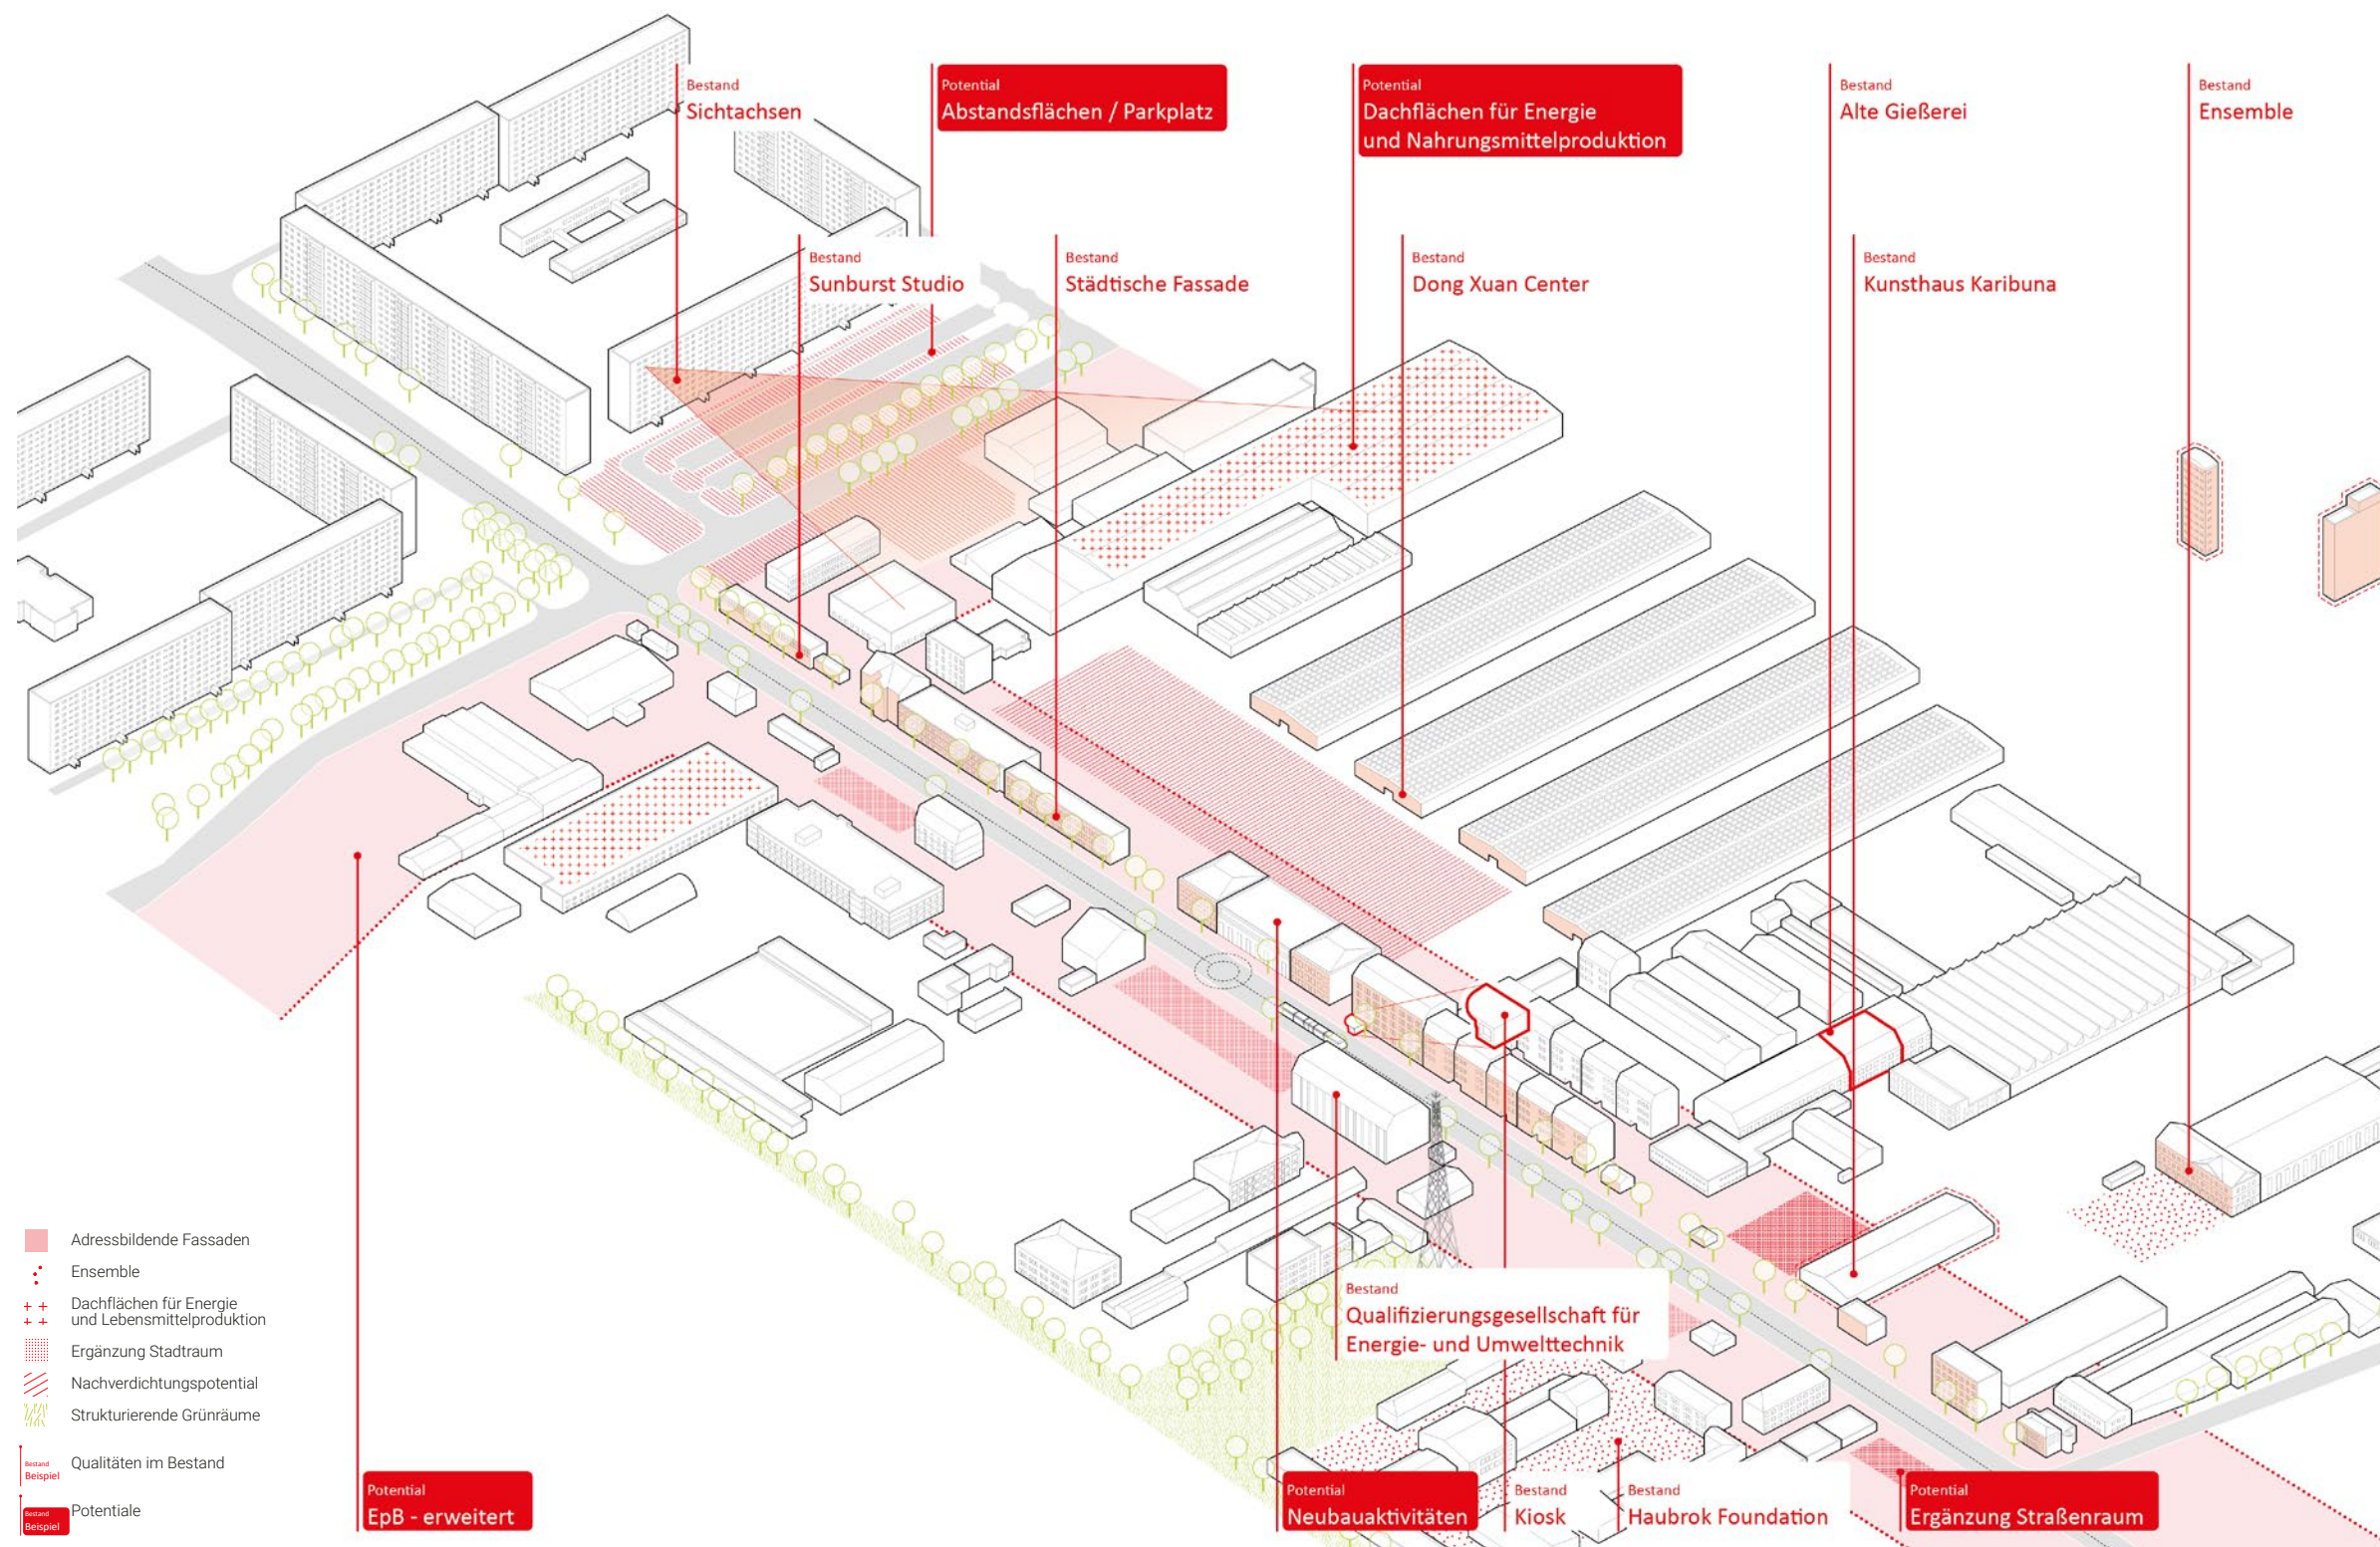 Bestand
Sichtachsen
Potential
Abstandsflächen / Parkplatz
Potential
Dachflächen für Energie
und Nahrungsmittelproduktion
Bestand
Alte Gießerei
Bestand
Ensemble
Bestand
Sunburst Studio
Bestand
Städtische Fassade
Bestand
Dong Xuan Center
Bestand
Kunsthaus Karibuna
Bestand
Qualifizierungsgesellschaft für
Energie- und Umwelttechnik
Adressbildende Fassaden
Ensemble
Dachflächen für Energie
und Lebensmittelproduktion
Ergänzung Stadtraum
Nachverdichtungspotential
Strukturierende Grünräume
Bestand
Beispiel
Qualitäten im Bestand
Bestand
Beispiel
Potentiale
Potential
EpB - erweitert
Potential
Neubauaktivitäten
Bestand
Kiosk
Bestand
Haubrok Foundation
Potential
Ergänzung Straßenraum